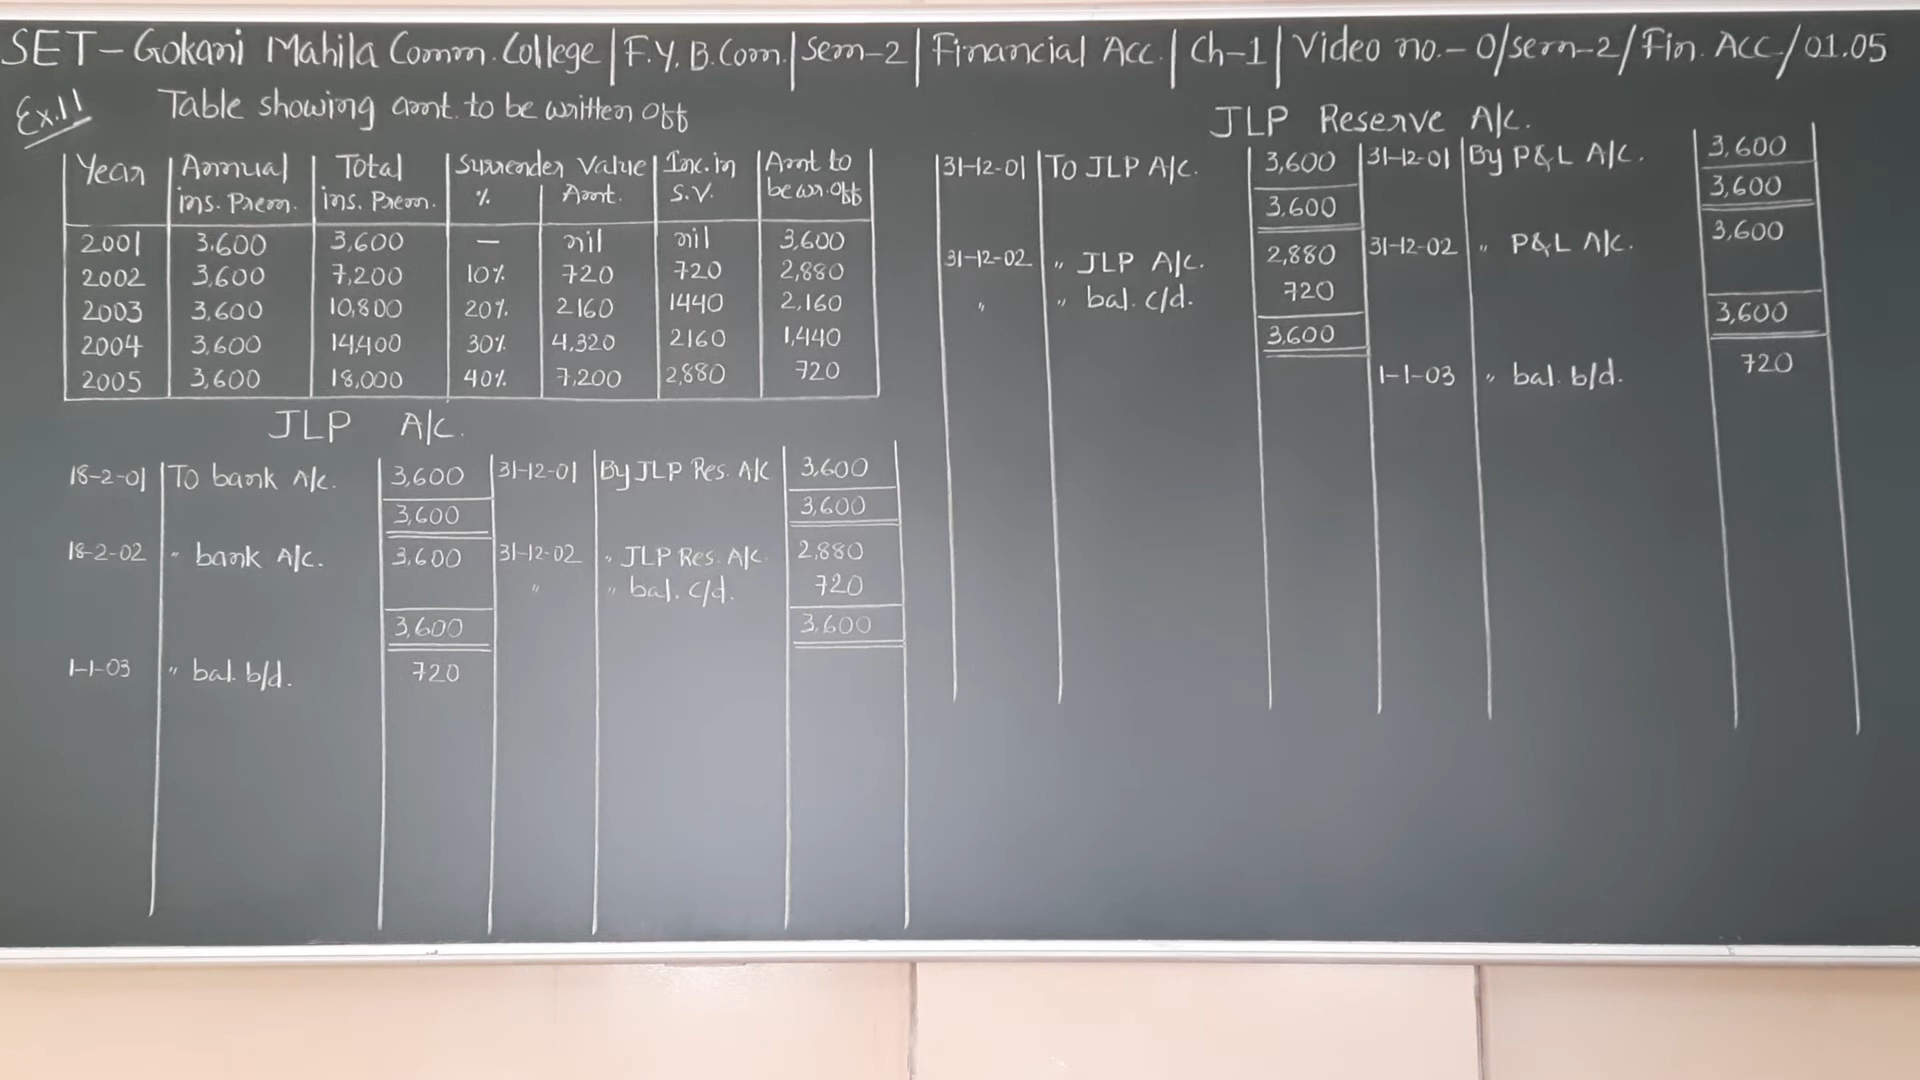 SET-Gokani Mahila Comm. College | F.Y. B.Com. | Sem-2 | Financial Acc. | Ch-1 | Video no.- 0/sem-2/Fin. Acc/01.05
Ex.11 Table showing amt. to be written off
Year | Annual ins. Prem. | Total ins. Prem. | Surrender Value % | Amt. | Inc. in S.V. | Amt to be wr. off
2001 3,600 3,600 — nil nil 3,600
2002 3,600 7,200 10% 720 720 2,880
2003 3,600 10,800 20% 2160 1440 2,160
2004 3,600 14,400 30% 4,320 2160 1,440
2005 3,600 18,000 40% 7,200 2,880 720
JLP A/c.
18-2-01 To bank A/c. 3,600 31-12-01 By JLP Res. A/c 3,600
3,600 3,600
18-2-02 " bank A/c. 3,600 31-12-02 " JLP Res. A/c. 2,880
" " bal. c/d. 720
3,600 3,600
1-1-03 " bal. b/d. 720
JLP Reserve A/c.
31-12-01 To JLP A/c. 3,600 31-12-01 By P&L A/c. 3,600
3,600 3,600
31-12-02 " JLP A/c. 2,880 31-12-02 " P&L A/c. 3,600
" " bal. c/d. 720
3,600 3,600
1-1-03 " bal. b/d. 720